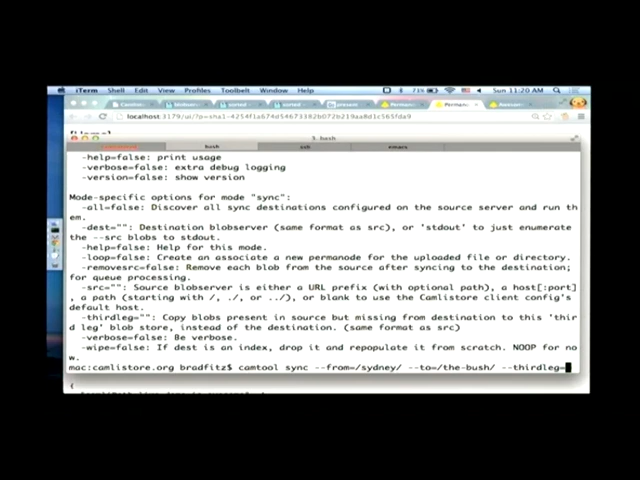 iTerm Shell Edit View Profiles Toolbelt Window Help 71% Sun 11:20 AM
3. bash
bash zsh emacs
-help=false: print usage
-verbose=false: extra debug logging
-version=false: show version
Mode-specific options for mode "sync":
-all=false: Discover all sync destinations configured on the source server and run th
em.
-dest="": Destination blobserver (same format as src), or 'stdout' to just enumerate
the --src blobs to stdout.
-help=false: Help for this mode.
-loop=false: Create an associate a new permanode for the uploaded file or directory.
-removesrc=false: Remove each blob from the source after syncing to the destination;
for queue processing.
-src="": Source blobserver is either a URL prefix (with optional path), a host[:port]
, a path (starting with /, ./, or ../), or blank to use the Camlistore client config's
default host.
-thirdleg="": Copy blobs present in source but missing from destination to this 'thir
d leg' blob store, instead of the destination. (same format as src)
-verbose=false: Be verbose.
-wipe=false: If dest is an index, drop it and repopulate it from scratch. NOOP for no
w.
mac:camlistore.org bradfitz$ camtool sync --from=/sydney/ --to=/the-bush/ --thirdleg=
{